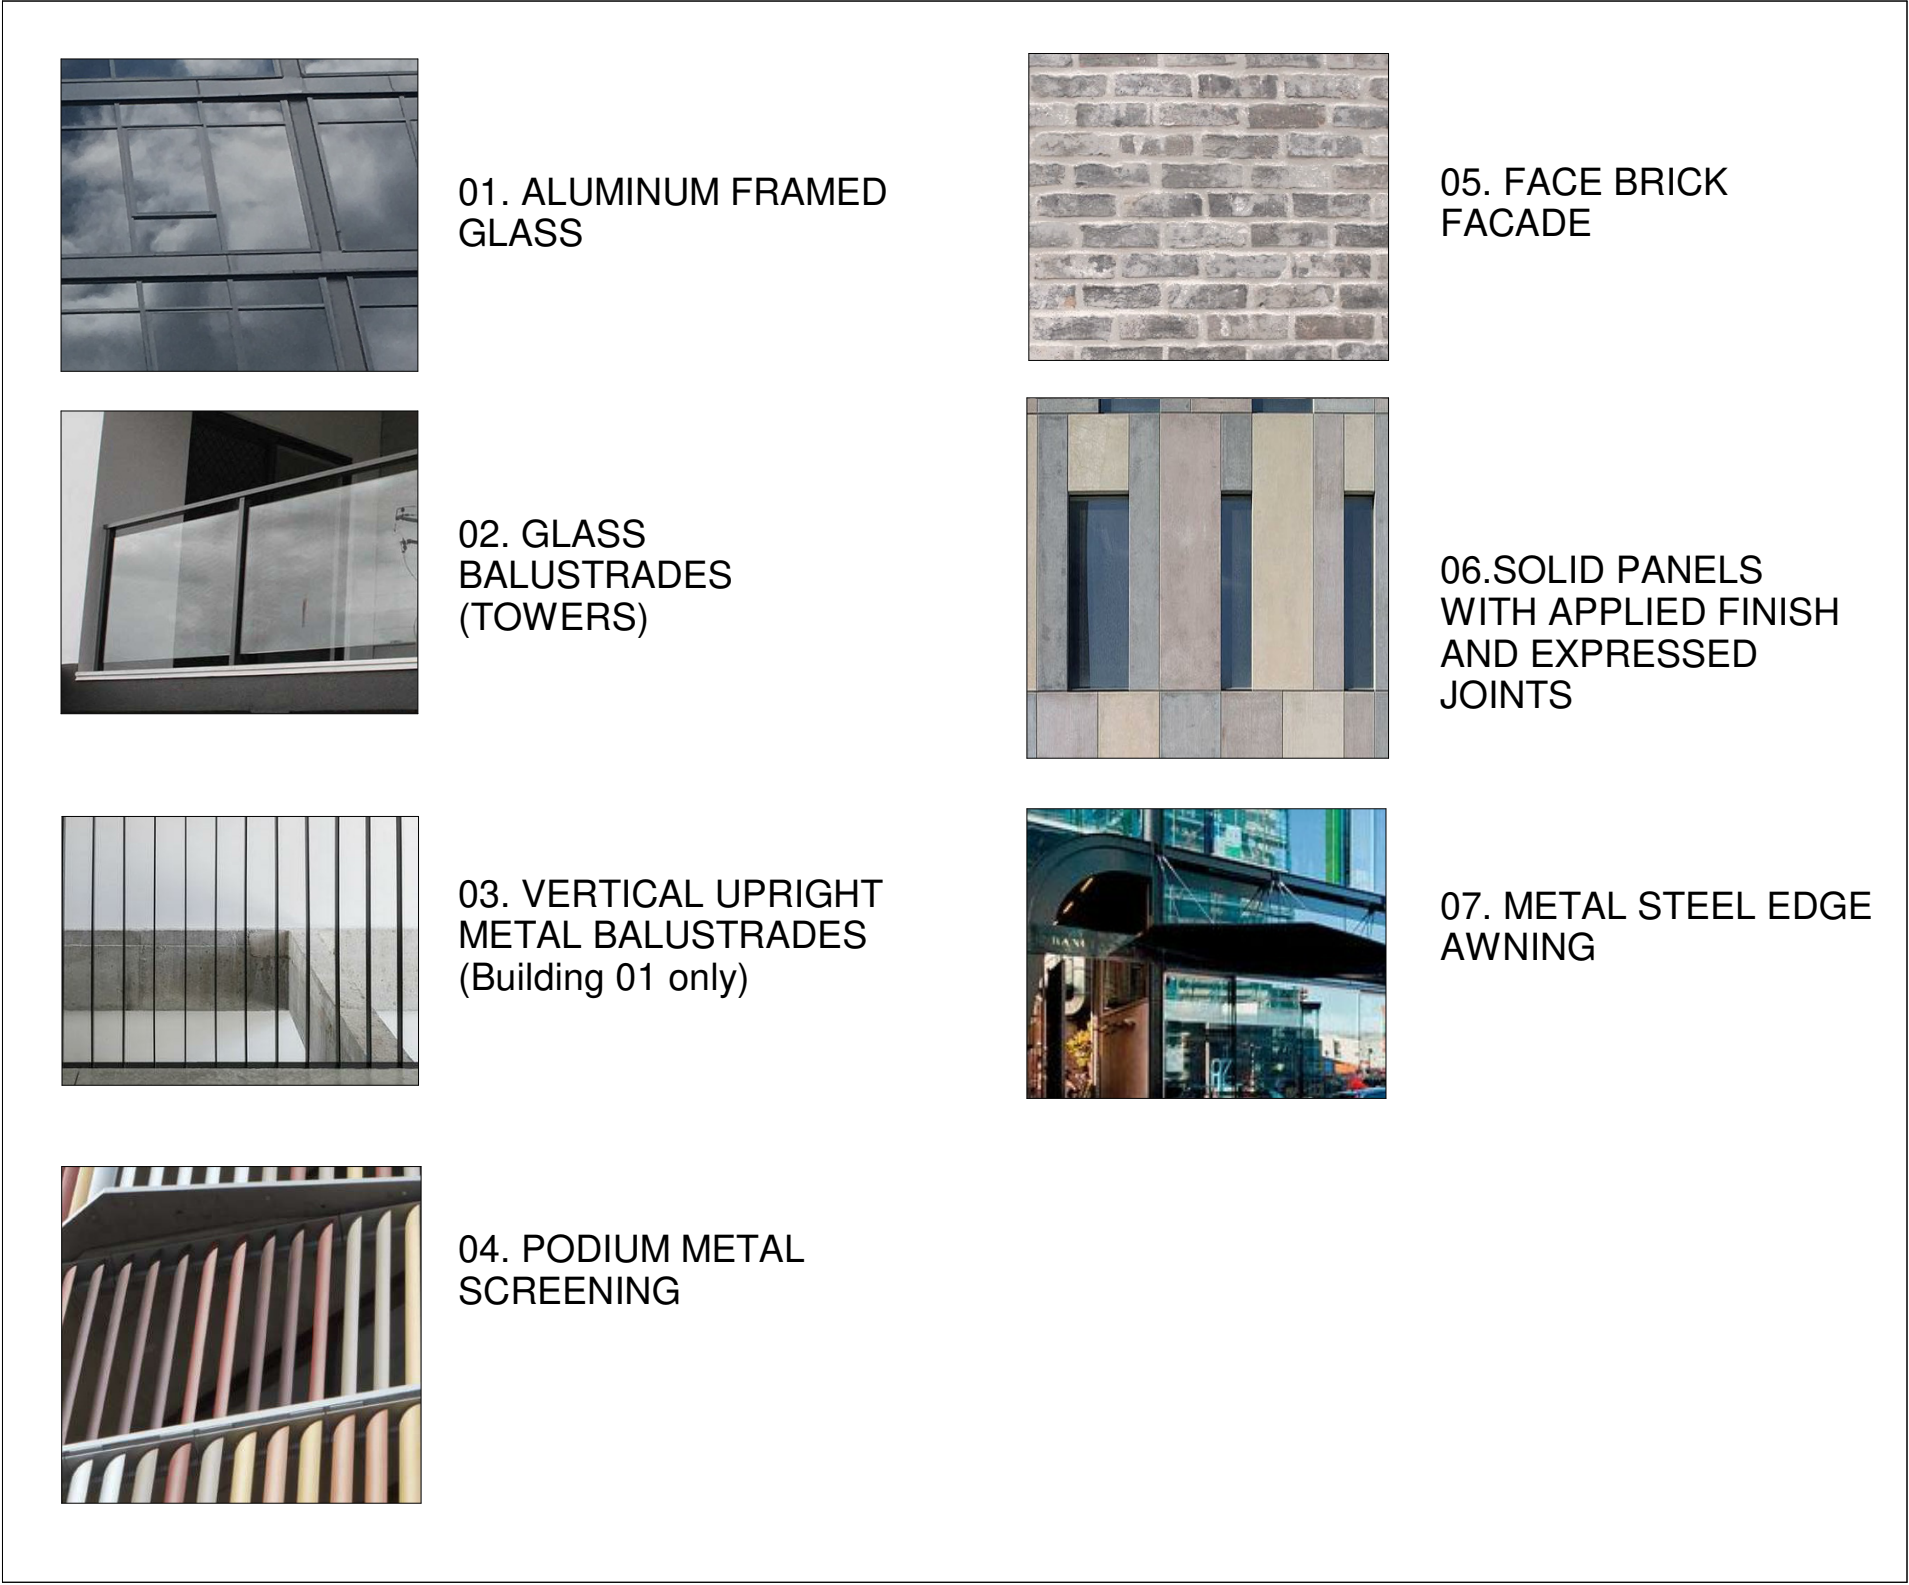 01. ALUMINUM FRAMED
GLASS
02. GLASS
BALUSTRADES
(TOWERS)
03. VERTICAL UPRIGHT
METAL BALUSTRADES
(Building 01 only)
04. PODIUM METAL
SCREENING
05. FACE BRICK
FACADE
06.SOLID PANELS
WITH APPLIED FINISH
AND EXPRESSED
JOINTS
07. METAL STEEL EDGE
AWNING